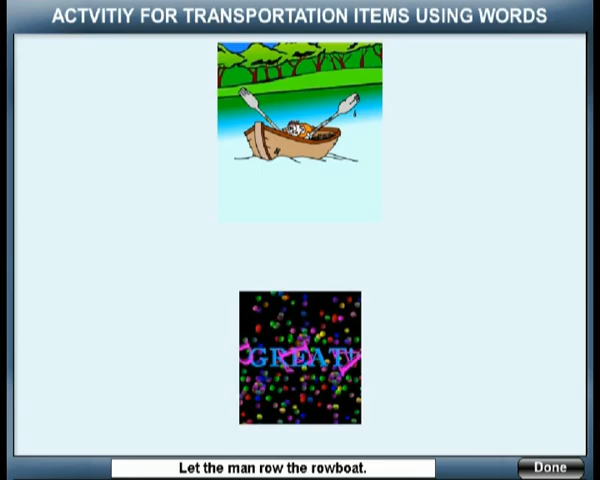 ACTVITIY FOR TRANSPORTATION ITEMS USING WORDS
GREAT!
Let the man row the rowboat.
Done